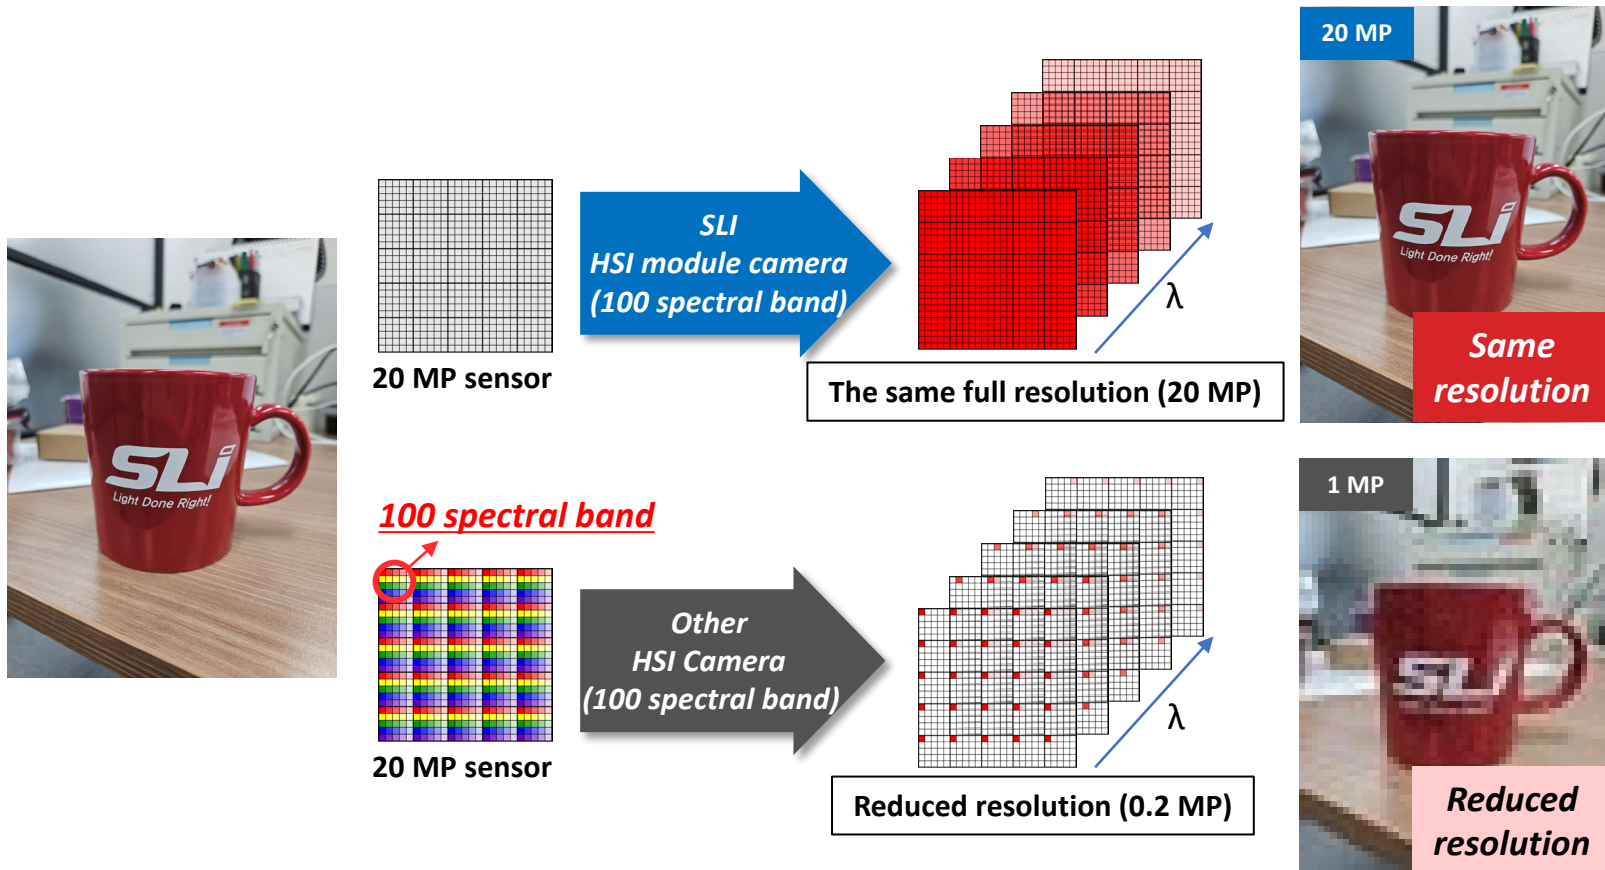 SLi
Light Done Right!
20 MP sensor
SLI
HSI module camera
(100 spectral band)
λ
The same full resolution (20 MP)
20 MP
SLi
Light Done Right!
Same
resolution
100 spectral band
20 MP sensor
Other
HSI Camera
(100 spectral band)
λ
Reduced resolution (0.2 MP)
1 MP
SLi
Reduced
resolution